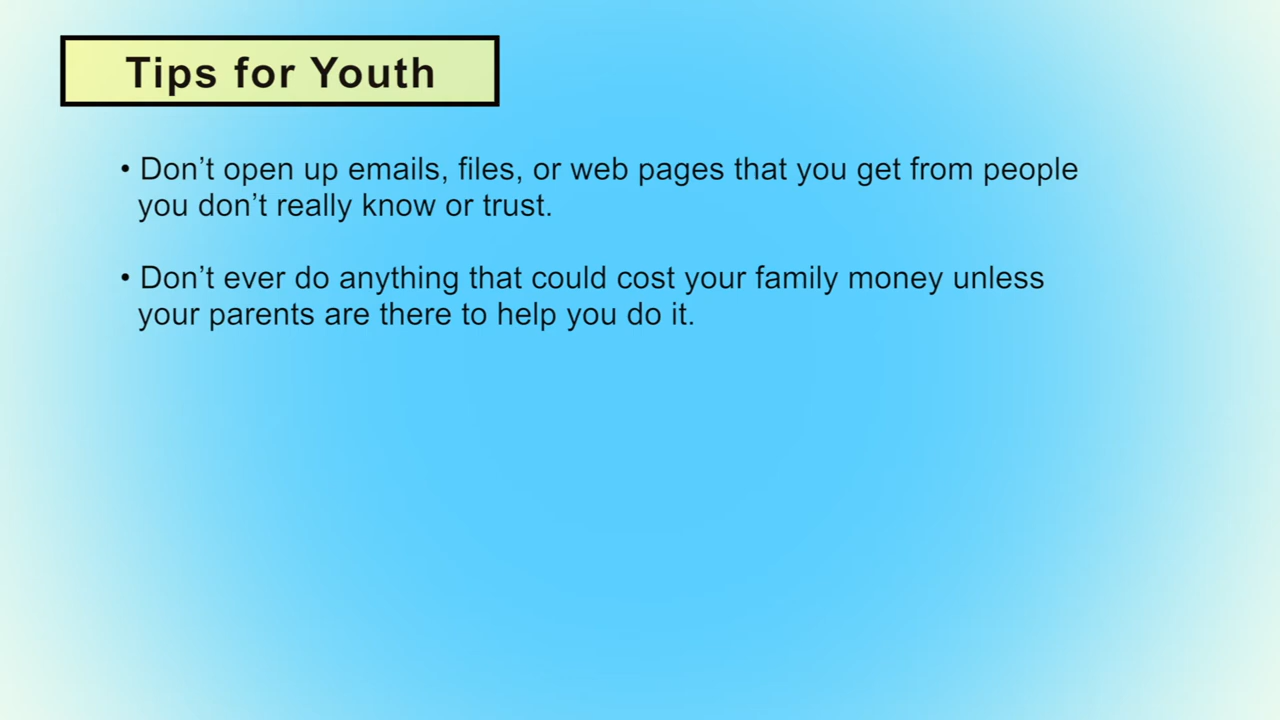 Tips for Youth
• Don’t open up emails, files, or web pages that you get from people
you don’t really know or trust.
• Don’t ever do anything that could cost your family money unless
your parents are there to help you do it.